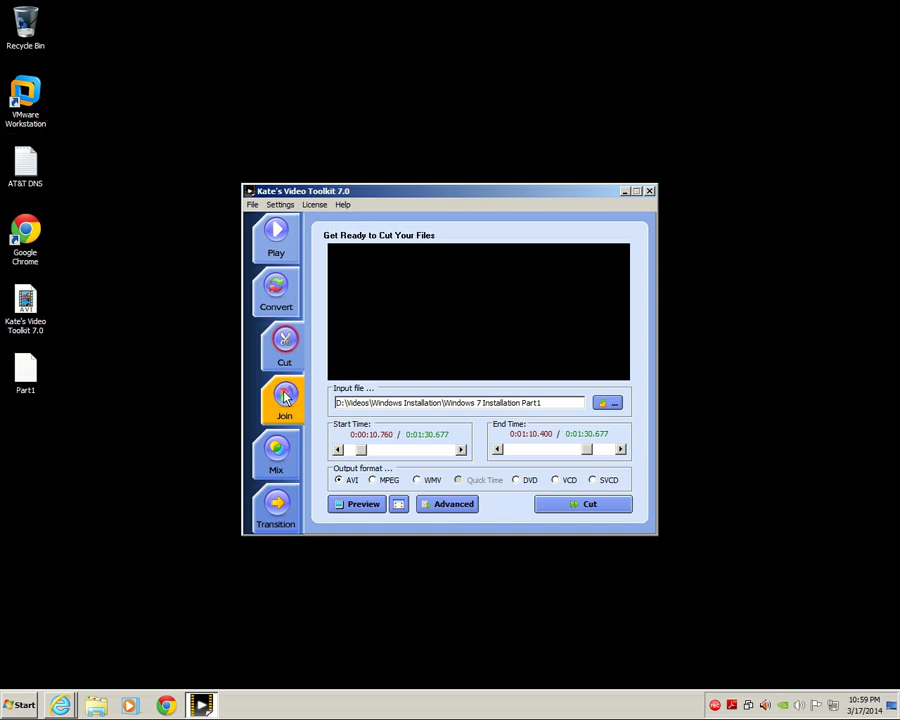 Recycle Bin
VMware
Workstation
AT&T DNS
Google
Chrome
AVI
Kate's Video
Toolkit 7.0
Part1
Kate's Video Toolkit 7.0
File Settings License Help
Play
Convert
Cut
Join
Mix
Transition
Get Ready to Cut Your Files
Input file ...
D:\Videos\Windows Installation\Windows 7 Installation Part1
...
Start Time:
0:00:10.760 / 0:01:30.677
End Time:
0:01:10.400 / 0:01:30.677
Output format ...
AVI MPEG WMV Quick Time DVD VCD SVCD
Preview Advanced Cut
Start
10:59 PM
3/17/2014